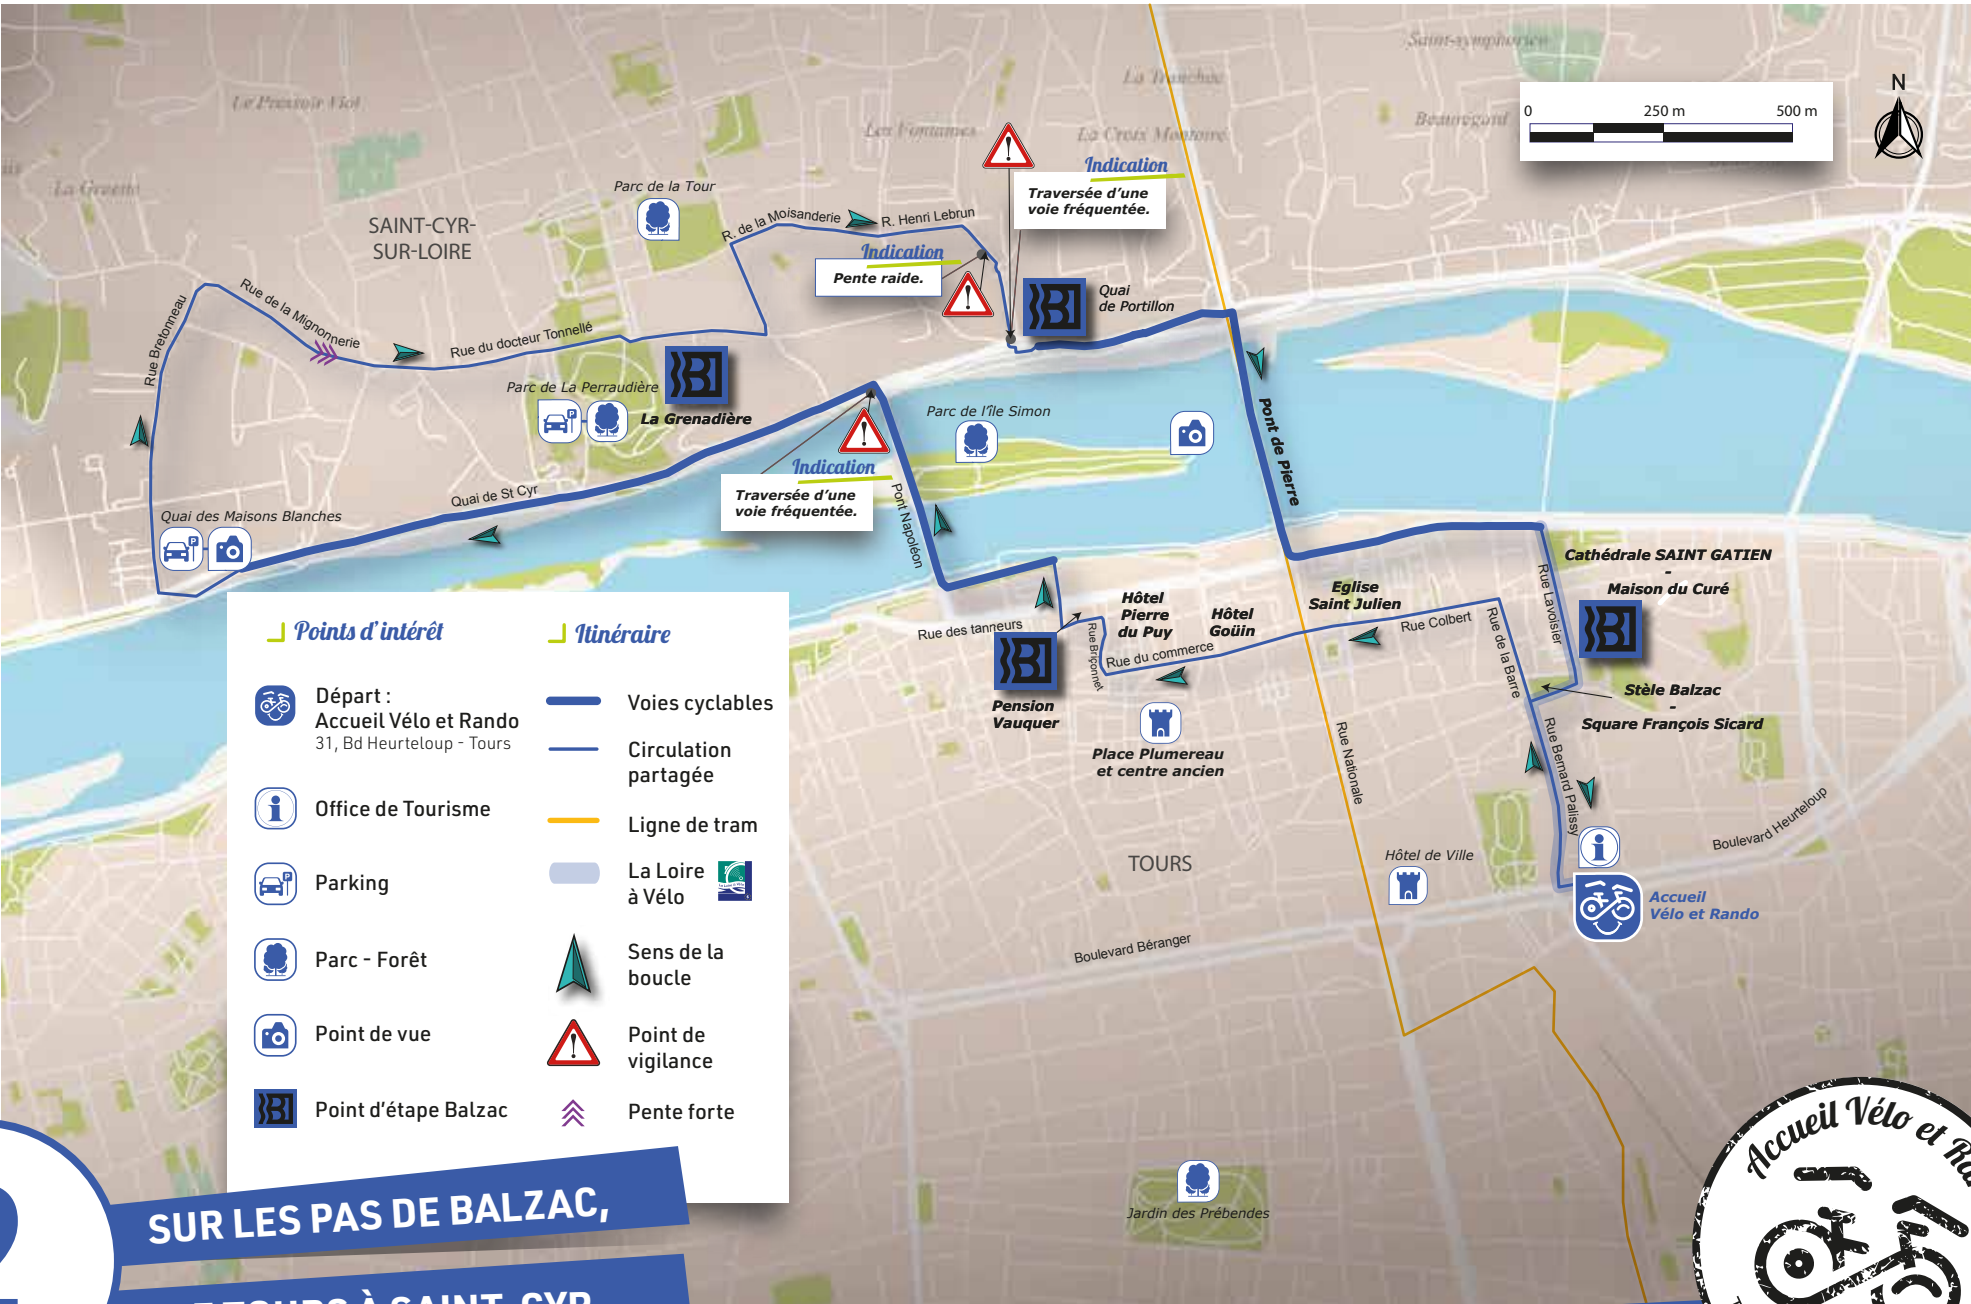 Saint-symphorien
La Tranchée
Le Pressoir Viot
Les Fontaines
La Croix Montoire
Beauregard
La Gruette
0 250 m 500 m
N
SAINT-CYR-
SUR-LOIRE
Parc de la Tour
R. de la Moisanderie
R. Henri Lebrun
Indication
Traversée d'une
voie fréquentée.
Indication
Pente raide.
Quai
de Portillon
Rue Bretonneau
Rue de la Mignonnerie
Rue du docteur Tonnellé
Parc de La Perraudière
La Grenadière
Parc de l'île Simon
Indication
Traversée d'une
voie fréquentée.
Pont de Pierre
Pont Napoléon
Quai de St Cyr
Quai des Maisons Blanches
Cathédrale SAINT GATIEN
-
Maison du Curé
Rue Lavoisier
Eglise
Saint Julien
Rue Colbert
Rue de la Barre
Hôtel
Pierre
du Puy
Hôtel
Goüin
Rue des tanneurs
Rue Briçonnet
Rue du commerce
Pension
Vauquer
Place Plumereau
et centre ancien
Stèle Balzac
-
Square François Sicard
Rue Bernard Palissy
Rue Nationale
Boulevard Heurteloup
TOURS
Hôtel de Ville
Accueil
Vélo et Rando
Boulevard Béranger
Jardin des Prébendes
Points d'intérêt
Départ :
Accueil Vélo et Rando
31, Bd Heurteloup - Tours
Office de Tourisme
Parking
Parc - Forêt
Point de vue
Point d'étape Balzac
Itinéraire
Voies cyclables
Circulation
partagée
Ligne de tram
La Loire
à Vélo
Sens de la
boucle
Point de
vigilance
Pente forte
2
SUR LES PAS DE BALZAC,
TOURS À SAINT-CYR
Accueil Vélo et